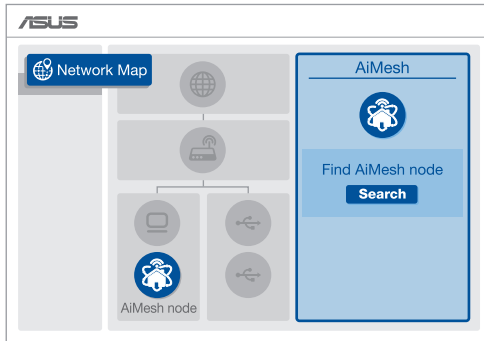 ASUS
Network Map
AiMesh
Find AiMesh node
Search
AiMesh node